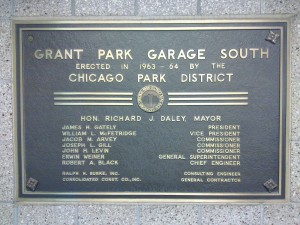 GRANT PARK GARAGE SOUTH
ERECTED IN 1963-64 BY THE
CHICAGO PARK DISTRICT
HON. RICHARD J. DALEY, MAYOR
JAMES H. GATELY PRESIDENT
WILLIAM L. McFETRIDGE VICE PRESIDENT
JACOB M. ARVEY COMMISSIONER
JOSEPH L. GILL COMMISSIONER
JOHN H. LEVIN COMMISSIONER
ERWIN WEINER GENERAL SUPERINTENDENT
ROBERT A. BLACK CHIEF ENGINEER
RALPH H. BURKE, INC. CONSULTING ENGINEER
CONSOLIDATED CONST. CO., INC. GENERAL CONTRACTOR